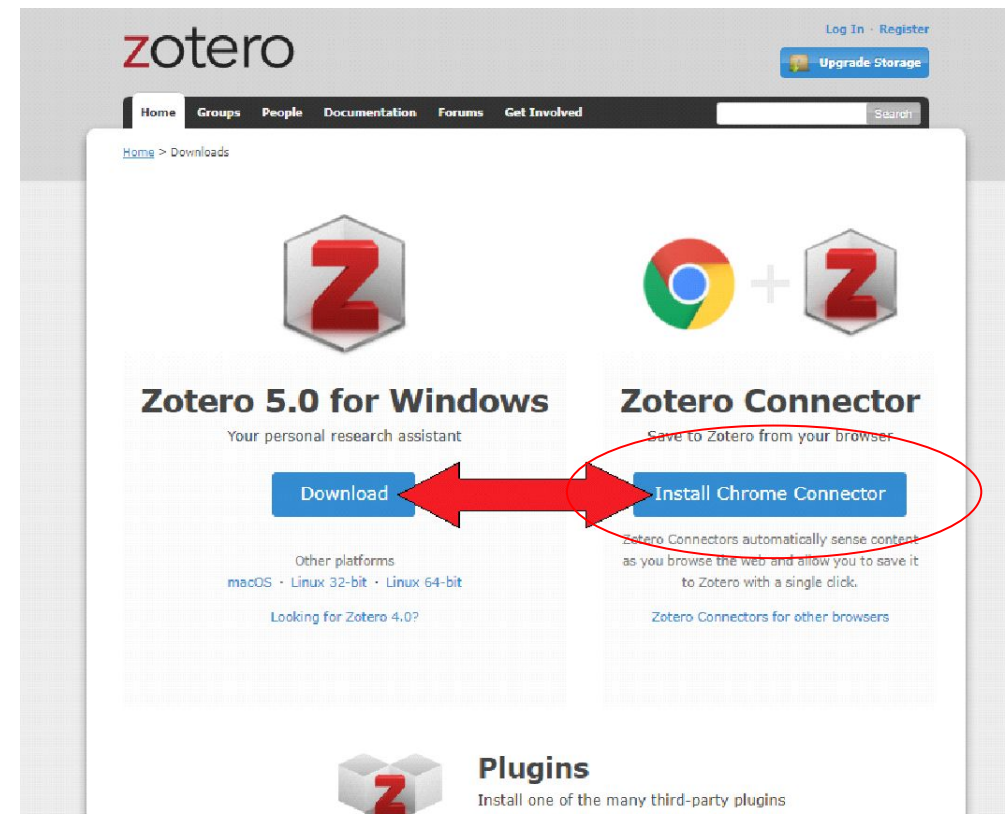 zotero
Log In · Register
Upgrade Storage
Home Groups People Documentation Forums Get Involved Search
Home > Downloads
Z
Z
Zotero 5.0 for Windows
Your personal research assistant
Download
Other platforms
macOS · Linux 32-bit · Linux 64-bit
Looking for Zotero 4.0?
Zotero Connector
Save to Zotero from your browser
Install Chrome Connector
Zotero Connectors automatically sense content
as you browse the web and allow you to save it
to Zotero with a single click.
Zotero Connectors for other browsers
Z
Plugins
Install one of the many third-party plugins